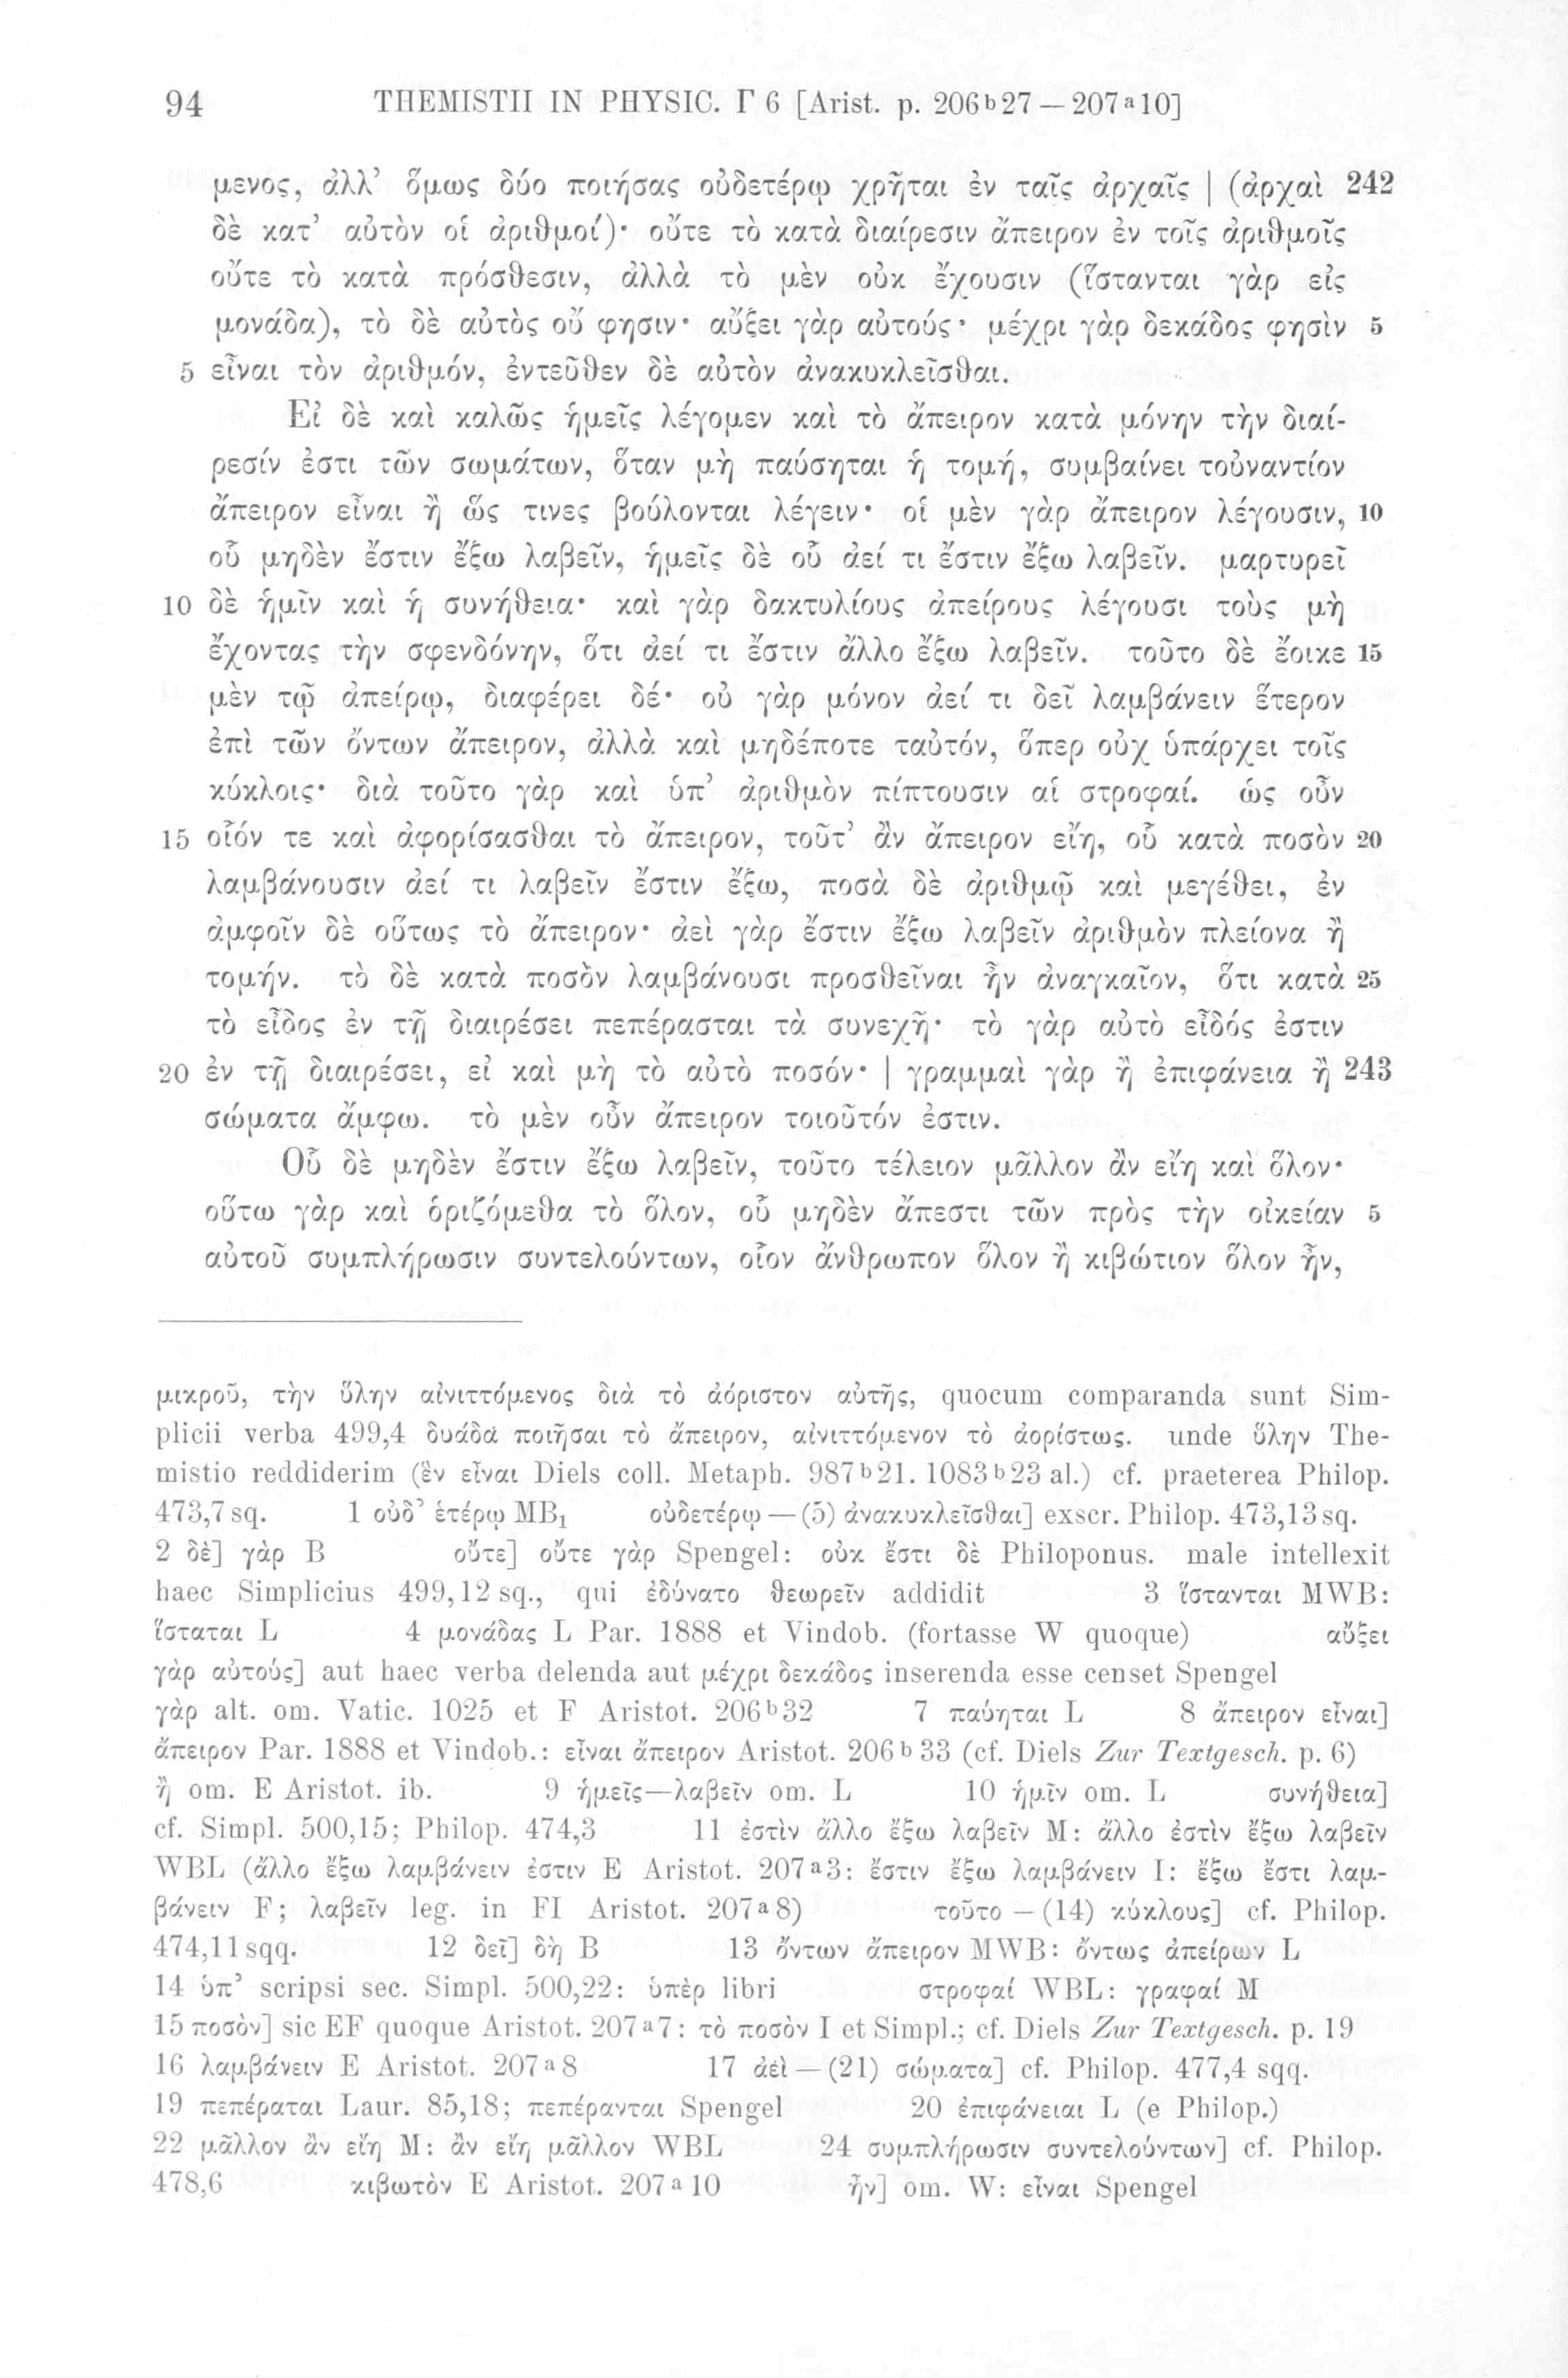 94 THEMISTII IN PHYSIC. Γ 6 [Arist. p. 206ᵇ27 — 207ᵃ10]
μενος, ἀλλ’ ὅμως δύο ποιήσας οὐδετέρῳ χρῆται ἐν ταῖς ἀρχαῖς | (ἀρχαὶ 242
δὲ κατ’ αὐτὸν οἱ ἀριθμοί)· οὔτε τὸ κατὰ διαίρεσιν ἄπειρον ἐν τοῖς ἀριθμοῖς
οὔτε τὸ κατὰ πρόσθεσιν, ἀλλὰ τὸ μὲν οὐκ ἔχουσιν (ἵστανται γὰρ εἰς
μονάδα), τὸ δὲ αὐτὸς οὔ φησιν· αὔξει γὰρ αὐτούς· μέχρι γὰρ δεκάδος φησὶν 5
5 εἶναι τὸν ἀριθμόν, ἐντεῦθεν δὲ αὐτὸν ἀνακυκλεῖσθαι.
Εἰ δὲ καὶ καλῶς ἡμεῖς λέγομεν καὶ τὸ ἄπειρον κατὰ μόνην τὴν διαί-
ρεσίν ἐστι τῶν σωμάτων, ὅταν μὴ παύσηται ἡ τομή, συμβαίνει τοὐναντίον
ἄπειρον εἶναι ἢ ὥς τινες βούλονται λέγειν· οἱ μὲν γὰρ ἄπειρον λέγουσιν, 10
οὗ μηδὲν ἔστιν ἔξω λαβεῖν, ἡμεῖς δὲ οὗ ἀεί τι ἔστιν ἔξω λαβεῖν. μαρτυρεῖ
10 δὲ ἡμῖν καὶ ἡ συνήθεια· καὶ γὰρ δακτυλίους ἀπείρους λέγουσι τοὺς μὴ
ἔχοντας τὴν σφενδόνην, ὅτι ἀεί τι ἔστιν ἄλλο ἔξω λαβεῖν. τοῦτο δὲ ἔοικε 15
μὲν τῷ ἀπείρῳ, διαφέρει δέ· οὐ γὰρ μόνον ἀεί τι δεῖ λαμβάνειν ἕτερον
ἐπὶ τῶν ὄντων ἄπειρον, ἀλλὰ καὶ μηδέποτε ταὐτόν, ὅπερ οὐχ ὑπάρχει τοῖς
κύκλοις· διὰ τοῦτο γὰρ καὶ ὑπ’ ἀριθμὸν πίπτουσιν αἱ στροφαί. ὡς οὖν
15 οἷόν τε καὶ ἀφορίσασθαι τὸ ἄπειρον, τοῦτ’ ἂν ἄπειρον εἴη, οὗ κατὰ ποσὸν 20
λαμβάνουσιν ἀεί τι λαβεῖν ἔστιν ἔξω, ποσὰ δὲ ἀριθμῷ καὶ μεγέθει, ἐν
ἀμφοῖν δὲ οὕτως τὸ ἄπειρον· ἀεὶ γὰρ ἔστιν ἔξω λαβεῖν ἀριθμὸν πλείονα ἢ
τομήν. τὸ δὲ κατὰ ποσὸν λαμβάνουσι προσθεῖναι ἦν ἀναγκαῖον, ὅτι κατὰ 25
τὸ εἶδος ἐν τῇ διαιρέσει πεπέρασται τὰ συνεχῆ· τὸ γὰρ αὐτὸ εἶδός ἐστιν
20 ἐν τῇ διαιρέσει, εἰ καὶ μὴ τὸ αὐτὸ ποσόν· | γραμμαὶ γὰρ ἢ ἐπιφάνεια ἢ 243
σώματα ἄμφω. τὸ μὲν οὖν ἄπειρον τοιοῦτόν ἐστιν.
Οὗ δὲ μηδὲν ἔστιν ἔξω λαβεῖν, τοῦτο τέλειον μᾶλλον ἂν εἴη καὶ ὅλον·
οὕτω γὰρ καὶ ὁριζόμεθα τὸ ὅλον, οὗ μηδὲν ἄπεστι τῶν πρὸς τὴν οἰκείαν 5
αὐτοῦ συμπλήρωσιν συντελούντων, οἷον ἄνθρωπον ὅλον ἢ κιβώτιον ὅλον ἦν,
μικροῦ, τὴν ὕλην αἰνιττόμενος διὰ τὸ ἀόριστον αὐτῆς, quocum comparanda sunt Sim-
plicii verba 499,4 δυάδα ποιῆσαι τὸ ἄπειρον, αἰνιττόμενον τὸ ἀορίστως. unde ὕλην The-
mistio reddiderim (ἓν εἶναι Diels coll. Metaph. 987ᵇ21. 1083ᵇ23 al.) cf. praeterea Philop.
473,7 sq. 1 οὐδ’ ἑτέρῳ MB₁ οὐδετέρῳ — (5) ἀνακυκλεῖσθαι] exscr. Philop. 473,13 sq.
2 δὲ] γὰρ B οὔτε] οὔτε γὰρ Spengel: οὐκ ἔστι δὲ Philoponus. male intellexit
haec Simplicius 499,12 sq., qui ἐδύνατο θεωρεῖν addidit 3 ἵστανται MWB:
ἵσταται L 4 μονάδας L Par. 1888 et Vindob. (fortasse W quoque) αὔξει
γὰρ αὐτούς] aut haec verba delenda aut μέχρι δεκάδος inserenda esse censet Spengel
γὰρ alt. om. Vatic. 1025 et F Aristot. 206ᵇ32 7 παύηται L 8 ἄπειρον εἶναι]
ἄπειρον Par. 1888 et Vindob.: εἶναι ἄπειρον Aristot. 206ᵇ33 (cf. Diels Zur Textgesch. p. 6)
ἢ om. E Aristot. ib. 9 ἡμεῖς—λαβεῖν om. L 10 ἡμῖν om. L συνήθεια]
cf. Simpl. 500,15; Philop. 474,3 11 ἐστὶν ἄλλο ἔξω λαβεῖν M: ἄλλο ἐστὶν ἔξω λαβεῖν
WBL (ἄλλο ἔξω λαμβάνειν ἐστιν E Aristot. 207ᵃ3: ἔστιν ἔξω λαμβάνειν I: ἔξω ἔστι λαμ-
βάνειν F; λαβεῖν leg. in FI Aristot. 207ᵃ8) τοῦτο — (14) κύκλους] cf. Philop.
474,11 sqq. 12 δεῖ] δὴ B 13 ὄντων ἄπειρον MWB: ὄντως ἀπείρων L
14 ὑπ’ scripsi sec. Simpl. 500,22: ὑπὲρ libri στροφαί WBL: γραφαί M
15 ποσὸν] sic EF quoque Aristot. 207ᵃ7: τὸ ποσὸν I et Simpl.; cf. Diels Zur Textgesch. p. 19
16 λαμβάνειν E Aristot. 207ᵃ8 17 ἀεὶ — (21) σώματα] cf. Philop. 477,4 sqq.
19 πεπέραται Laur. 85,18; πεπέρανται Spengel 20 ἐπιφάνειαι L (e Philop.)
22 μᾶλλον ἂν εἴη M: ἂν εἴη μᾶλλον WBL 24 συμπλήρωσιν συντελούντων] cf. Philop.
478,6 κιβωτὸν E Aristot. 207ᵃ10 ἦν] om. W: εἶναι Spengel